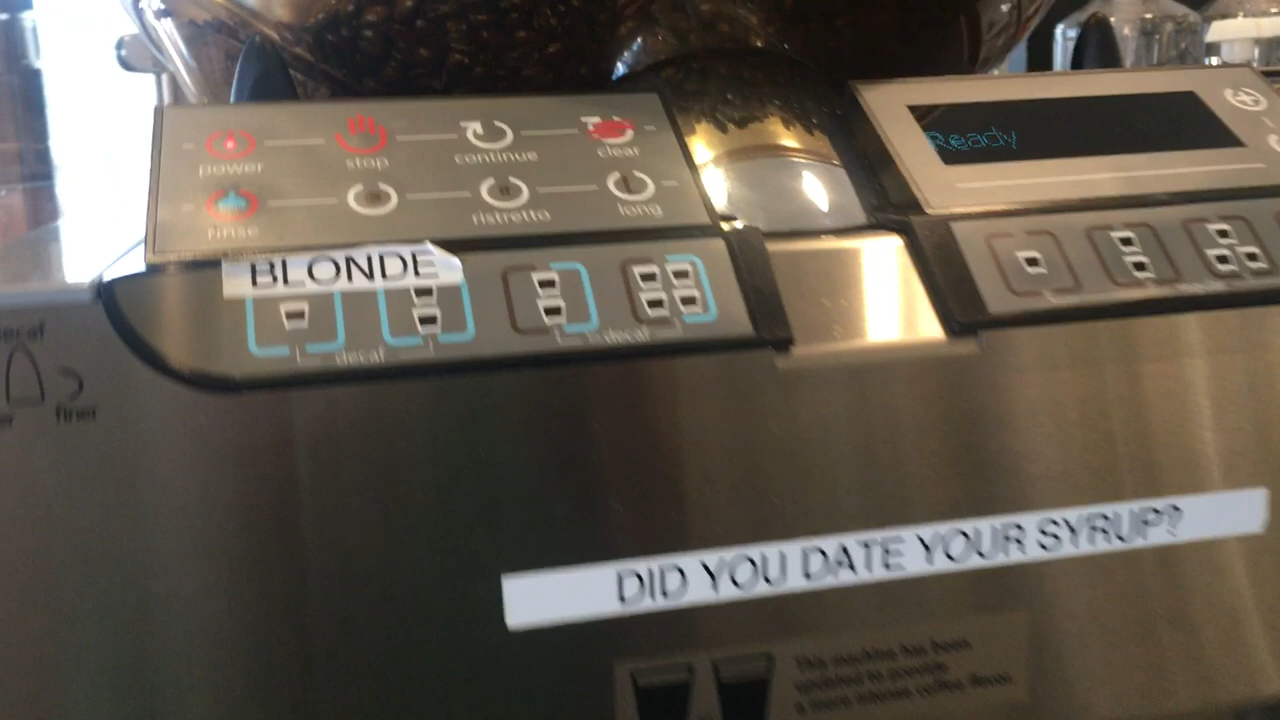 power stop continue clear
Ready
rinse ristretto long
BLONDE
decaf decaf
decaf
finer
DID YOU DATE YOUR SYRUP?
This machine has been
updated to provide
a more intense coffee flavor.